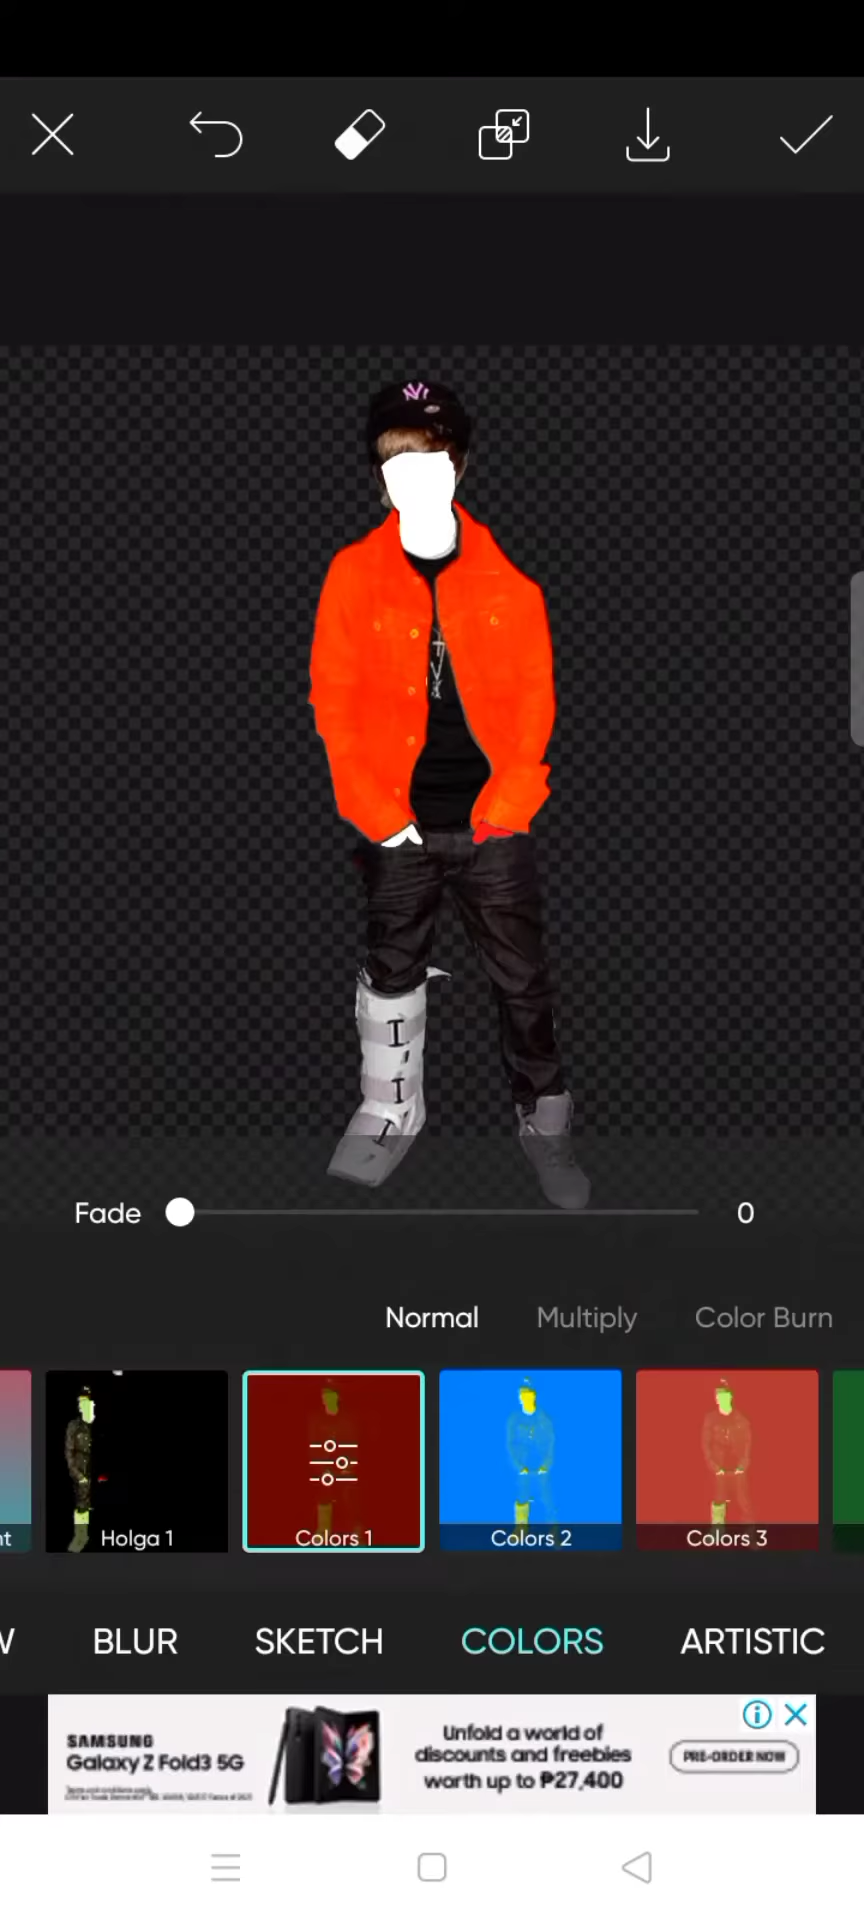 NY
Fade
0
Normal Multiply Color Burn
nt Holga 1 Colors 1 Colors 2 Colors 3
W BLUR SKETCH COLORS ARTISTIC
SAMSUNG
Galaxy Z Fold3 5G
Unfold a world of
discounts and freebies
worth up to ₱27,400
PRE-ORDER NOW